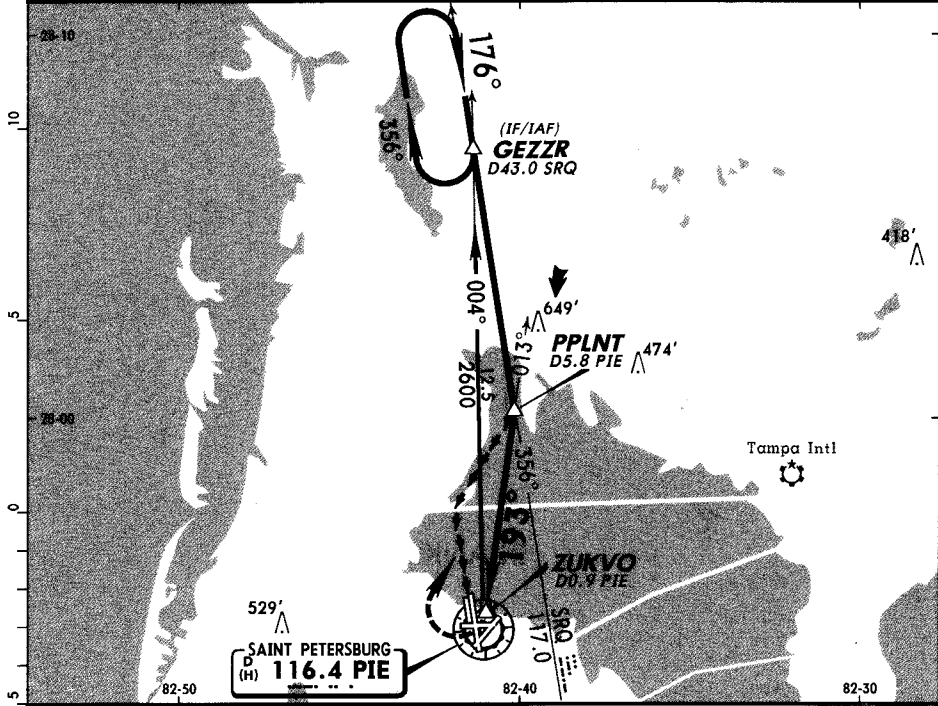 28-10
176°
356°
10
(IF/IAF)
GEZZR
D43.0 SRQ
418'
004°
649'
5
PPLNT
D5.8 PIE
474'
013°
12.5
2600
28-00
356°
Tampa Intl
193°
0
ZUKVO
D0.9 PIE
529'
SRQ
117.0
SAINT PETERSBURG
D
(H) 116.4 PIE
82-50
82-40
82-30
5